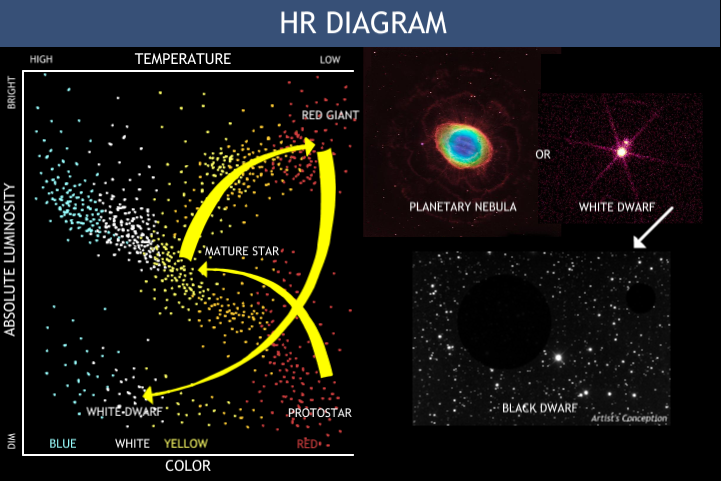 HR DIAGRAM
HIGH
TEMPERATURE
LOW
BRIGHT
ABSOLUTE LUMINOSITY
DIM
RED GIANT
MATURE STAR
WHITE DWARF
PROTOSTAR
BLUE
WHITE
YELLOW
RED
COLOR
PLANETARY NEBULA
OR
WHITE DWARF
BLACK DWARF
Artist's Conception